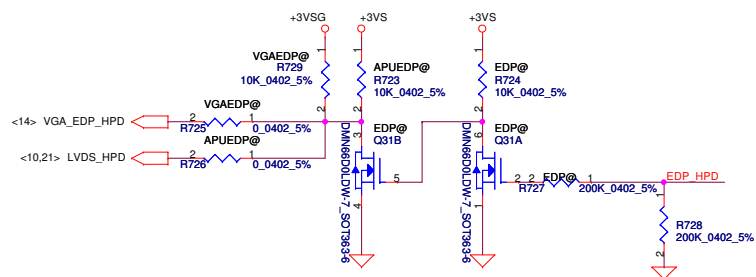 +3VSG
+3VS
+3VS
1
VGAEDP@
R729
10K_0402_5%
2
1
APUEDP@
R723
10K_0402_5%
2
1
EDP@
R724
10K_0402_5%
2
<14> VGA_EDP_HPD
2
VGAEDP@
1
R725
0_0402_5%
<10,21> LVDS_HPD
2
APUEDP@
1
R726
0_0402_5%
3
EDP@
Q31B
5
4
DMN66D0LDW-7_SOT363-6
6
EDP@
Q31A
2
1
DMN66D0LDW-7_SOT363-6
2
EDP@
1
R727
200K_0402_5%
EDP_HPD
1
R728
200K_0402_5%
2